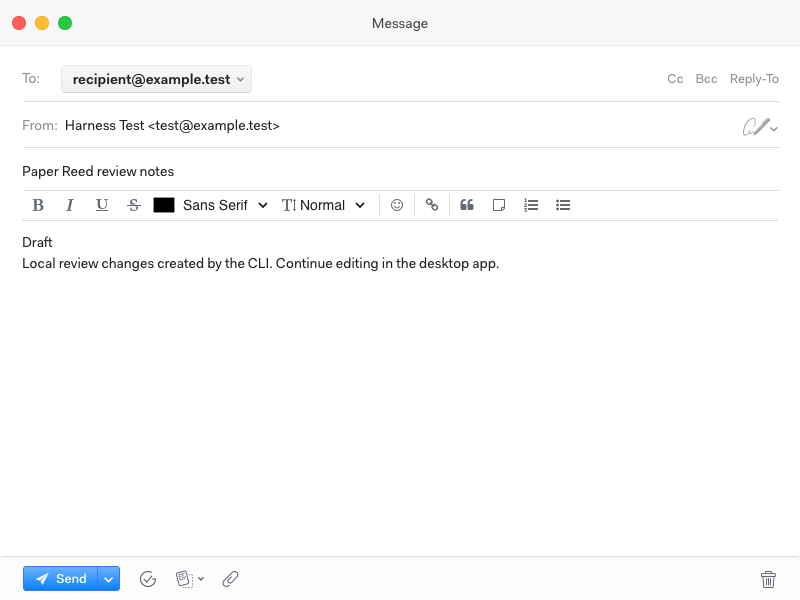 Message
To: recipient@example.test Cc Bcc Reply-To
From: Harness Test <test@example.test>
Paper Reed review notes
B I U S Sans Serif Normal
Draft
Local review changes created by the CLI. Continue editing in the desktop app.
Send